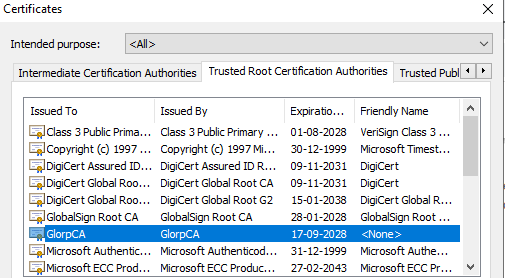 Certificates
Intended purpose: <All>
Intermediate Certification Authorities Trusted Root Certification Authorities Trusted Publ
Issued To Issued By Expiratio... Friendly Name
Class 3 Public Prima... Class 3 Public Primary ... 01-08-2028 VeriSign Class 3 ...
Copyright (c) 1997 ... Copyright (c) 1997 Mi... 30-12-1999 Microsoft Timest...
DigiCert Assured ID ... DigiCert Assured ID R... 09-11-2031 DigiCert
DigiCert Global Roo... DigiCert Global Root CA 09-11-2031 DigiCert
DigiCert Global Roo... DigiCert Global Root G2 15-01-2038 DigiCert Global R...
GlobalSign Root CA GlobalSign Root CA 28-01-2028 GlobalSign Root ...
GlorpCA GlorpCA 17-09-2028 <None>
Microsoft Authentic... Microsoft Authenticod... 31-12-1999 Microsoft Authe...
Microsoft ECC Prod... Microsoft ECC Produc... 27-02-2043 Microsoft ECC Pr...